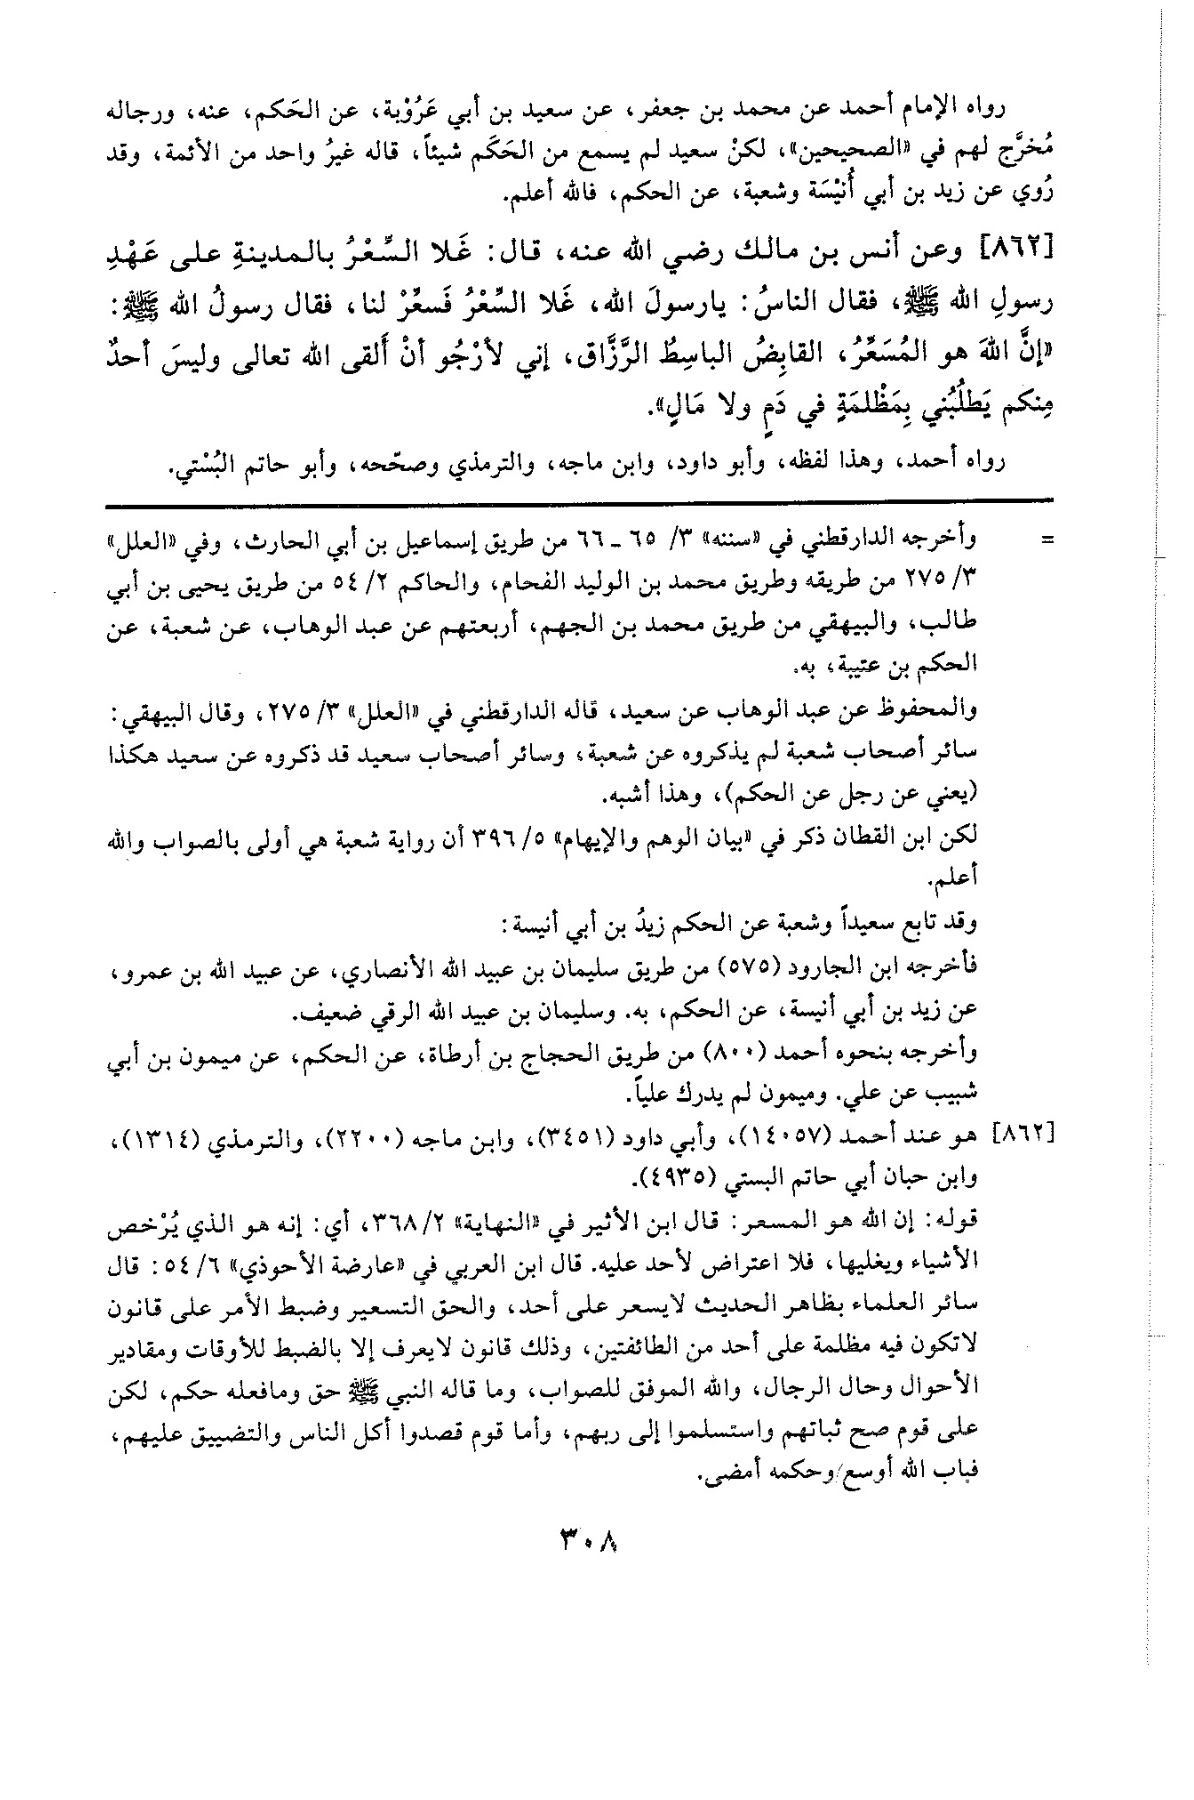 رواه الإمام أحمد عن محمد بن جعفر، عن سعيد بن أبي عَرُوْبة، عن الحَكم، عنه، ورجاله
مُخرَّج لهم في «الصحيحين»، لكنْ سعيد لم يسمع من الحَكَم شيئاً، قاله غيرُ واحد من الأئمة، وقد
رُوي عن زيد بن أبي أُنيْسَة وشعبة، عن الحكم، فالله أعلم.
[٨٦٢] وعن أنس بن مالك رضي الله عنه، قال: غَلا السِّعْرُ بالمدينةِ على عَهْدِ
رسولِ الله ﷺ، فقال الناسُ: يارسولَ الله، غَلا السِّعْرُ فَسعِّرْ لنا، فقال رسولُ الله ﷺ:
«إنَّ اللهَ هو المُسَعِّرُ، القابِضُ الباسِطُ الرَّزَّاق، إني لأرْجُو أنْ أَلقى الله تعالى وليسَ أحدٌ
مِنكم يَطلُبُني بِمَظْلمَةٍ في دَمٍ ولا مَالٍ».
رواه أحمد، وهذا لفظه، وأبو داود، وابن ماجه، والترمذي وصحّحه، وأبو حاتم البُسْتي.
= وأخرجه الدارقطني في «سننه» ٣/ ٦٥ ـ ٦٦ من طريق إسماعيل بن أبي الحارث، وفي «العلل»
٣/ ٢٧٥ من طريقه وطريق محمد بن الوليد الفحام، والحاكم ٢/ ٥٤ من طريق يحيى بن أبي
طالب، والبيهقي من طريق محمد بن الجهم، أربعتهم عن عبد الوهاب، عن شعبة، عن
الحكم بن عتيبة، به.
والمحفوظ عن عبد الوهاب عن سعيد، قاله الدارقطني في «العلل» ٣/ ٢٧٥، وقال البيهقي:
سائر أصحاب شعبة لم يذكروه عن شعبة، وسائر أصحاب سعيد قد ذكروه عن سعيد هكذا
(يعني عن رجل عن الحكم)، وهذا أشبه.
لكن ابن القطان ذكر في «بيان الوهم والإيهام» ٥/ ٣٩٦ أن رواية شعبة هي أولى بالصواب والله
أعلم.
وقد تابع سعيداً وشعبة عن الحكم زيدُ بن أبي أنيسة:
فأخرجه ابن الجارود (٥٧٥) من طريق سليمان بن عبيد الله الأنصاري، عن عبيد الله بن عمرو،
عن زيد بن أبي أنيسة، عن الحكم، به. وسليمان بن عبيد الله الرقي ضعيف.
وأخرجه بنحوه أحمد (٨٠٠) من طريق الحجاج بن أرطاة، عن الحكم، عن ميمون بن أبي
شبيب عن علي. وميمون لم يدرك علياً.
[٨٦٢] هو عند أحمد (١٤٠٥٧)، وأبي داود (٣٤٥١)، وابن ماجه (٢٢٠٠)، والترمذي (١٣١٤)،
وابن حبان أبي حاتم البستي (٤٩٣٥).
قوله: إن الله هو المسعر: قال ابن الأثير في «النهاية» ٢/ ٣٦٨، أي: إنه هو الذي يُرْخص
الأشياء ويغليها، فلا اعتراض لأحد عليه. قال ابن العربي في «عارضة الأحوذي» ٦/ ٥٤: قال
سائر العلماء بظاهر الحديث لايسعر على أحد، والحق التسعير وضبط الأمر على قانون
لاتكون فيه مظلمة على أحد من الطائفتين، وذلك قانون لايعرف إلا بالضبط للأوقات ومقادير
الأحوال وحال الرجال، والله الموفق للصواب، وما قاله النبي ﷺ حق ومافعله حكم، لكن
على قوم صح ثباتهم واستسلموا إلى ربهم، وأما قوم قصدوا أكل الناس والتضييق عليهم،
فباب الله أوسع/وحكمه أمضى.
٣٠٨